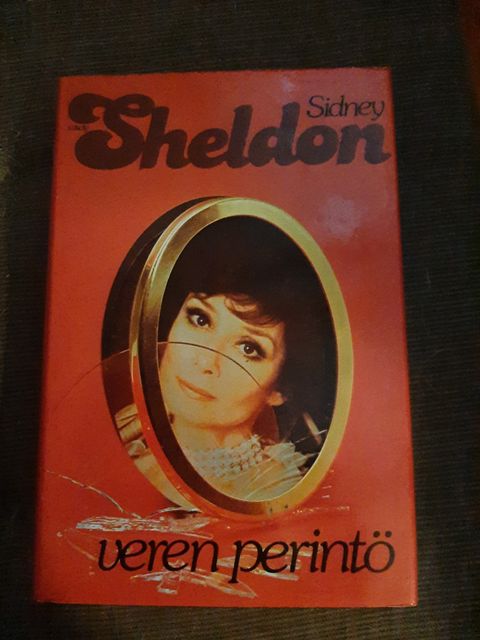 Sidney
Sheldon
veren perintö